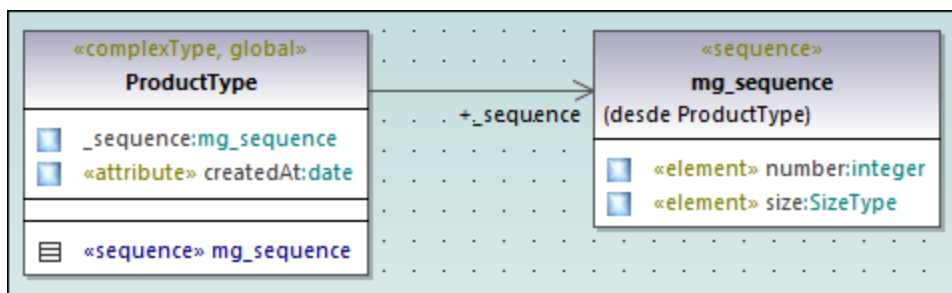 «complexType, global»
ProductType
_sequence:mg_sequence
«attribute» createdAt:date
«sequence» mg_sequence
+_sequence
«sequence»
mg_sequence
(desde ProductType)
«element» number:integer
«element» size:SizeType